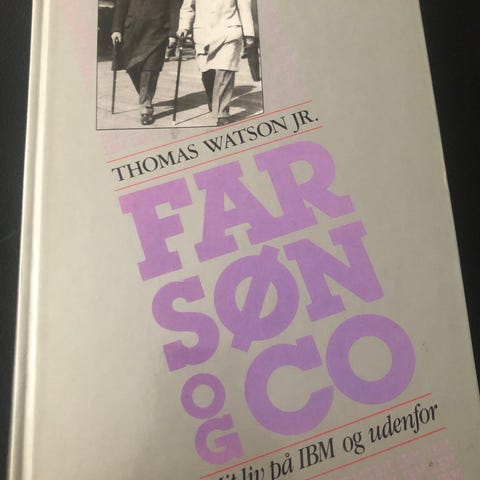 THOMAS WATSON JR.
FAR
SØN
OG CO
Mit liv på IBM og udenfor